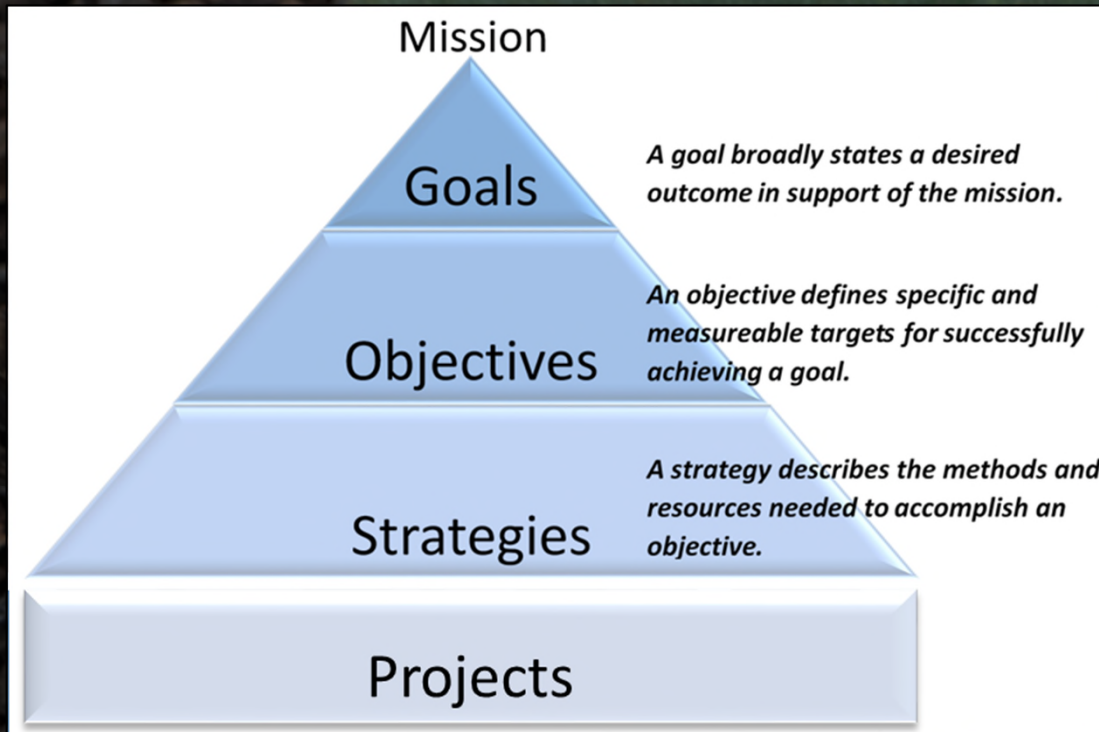 Mission
Goals
A goal broadly states a desired
outcome in support of the mission.
Objectives
An objective defines specific and
measureable targets for successfully
achieving a goal.
Strategies
A strategy describes the methods and
resources needed to accomplish an
objective.
Projects